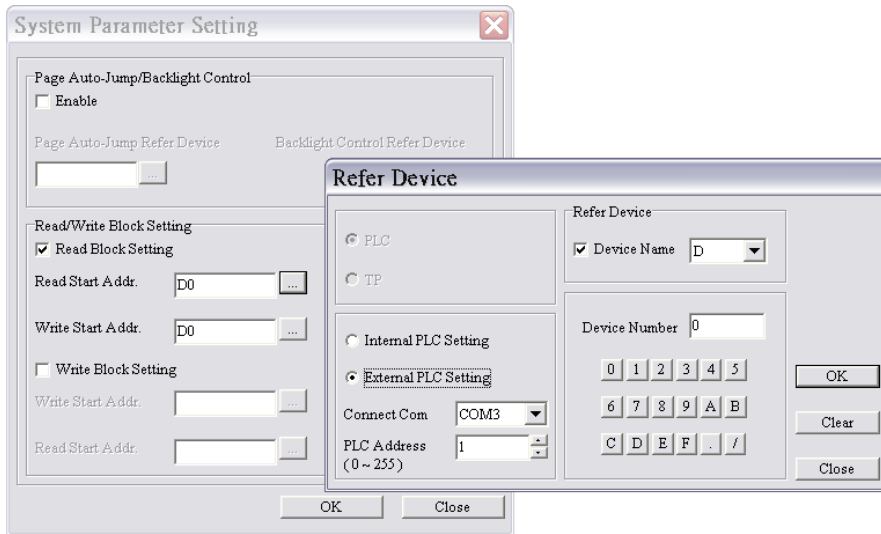 System Parameter Setting
Page Auto-Jump/Backlight Control
Enable
Page Auto-Jump Refer Device
Backlight Control Refer Device
...
Read/Write Block Setting
Read Block Setting
Read Start Addr.
D0
...
Write Start Addr.
D0
...
Write Block Setting
Write Start Addr.
...
Read Start Addr.
...
OK
Close
Refer Device
PLC
TP
Internal PLC Setting
External PLC Setting
Connect Com
COM3
PLC Address
(0 ~ 255)
1
Refer Device
Device Name
D
Device Number
0
0 1 2 3 4 5
6 7 8 9 A B
C D E F . /
OK
Clear
Close